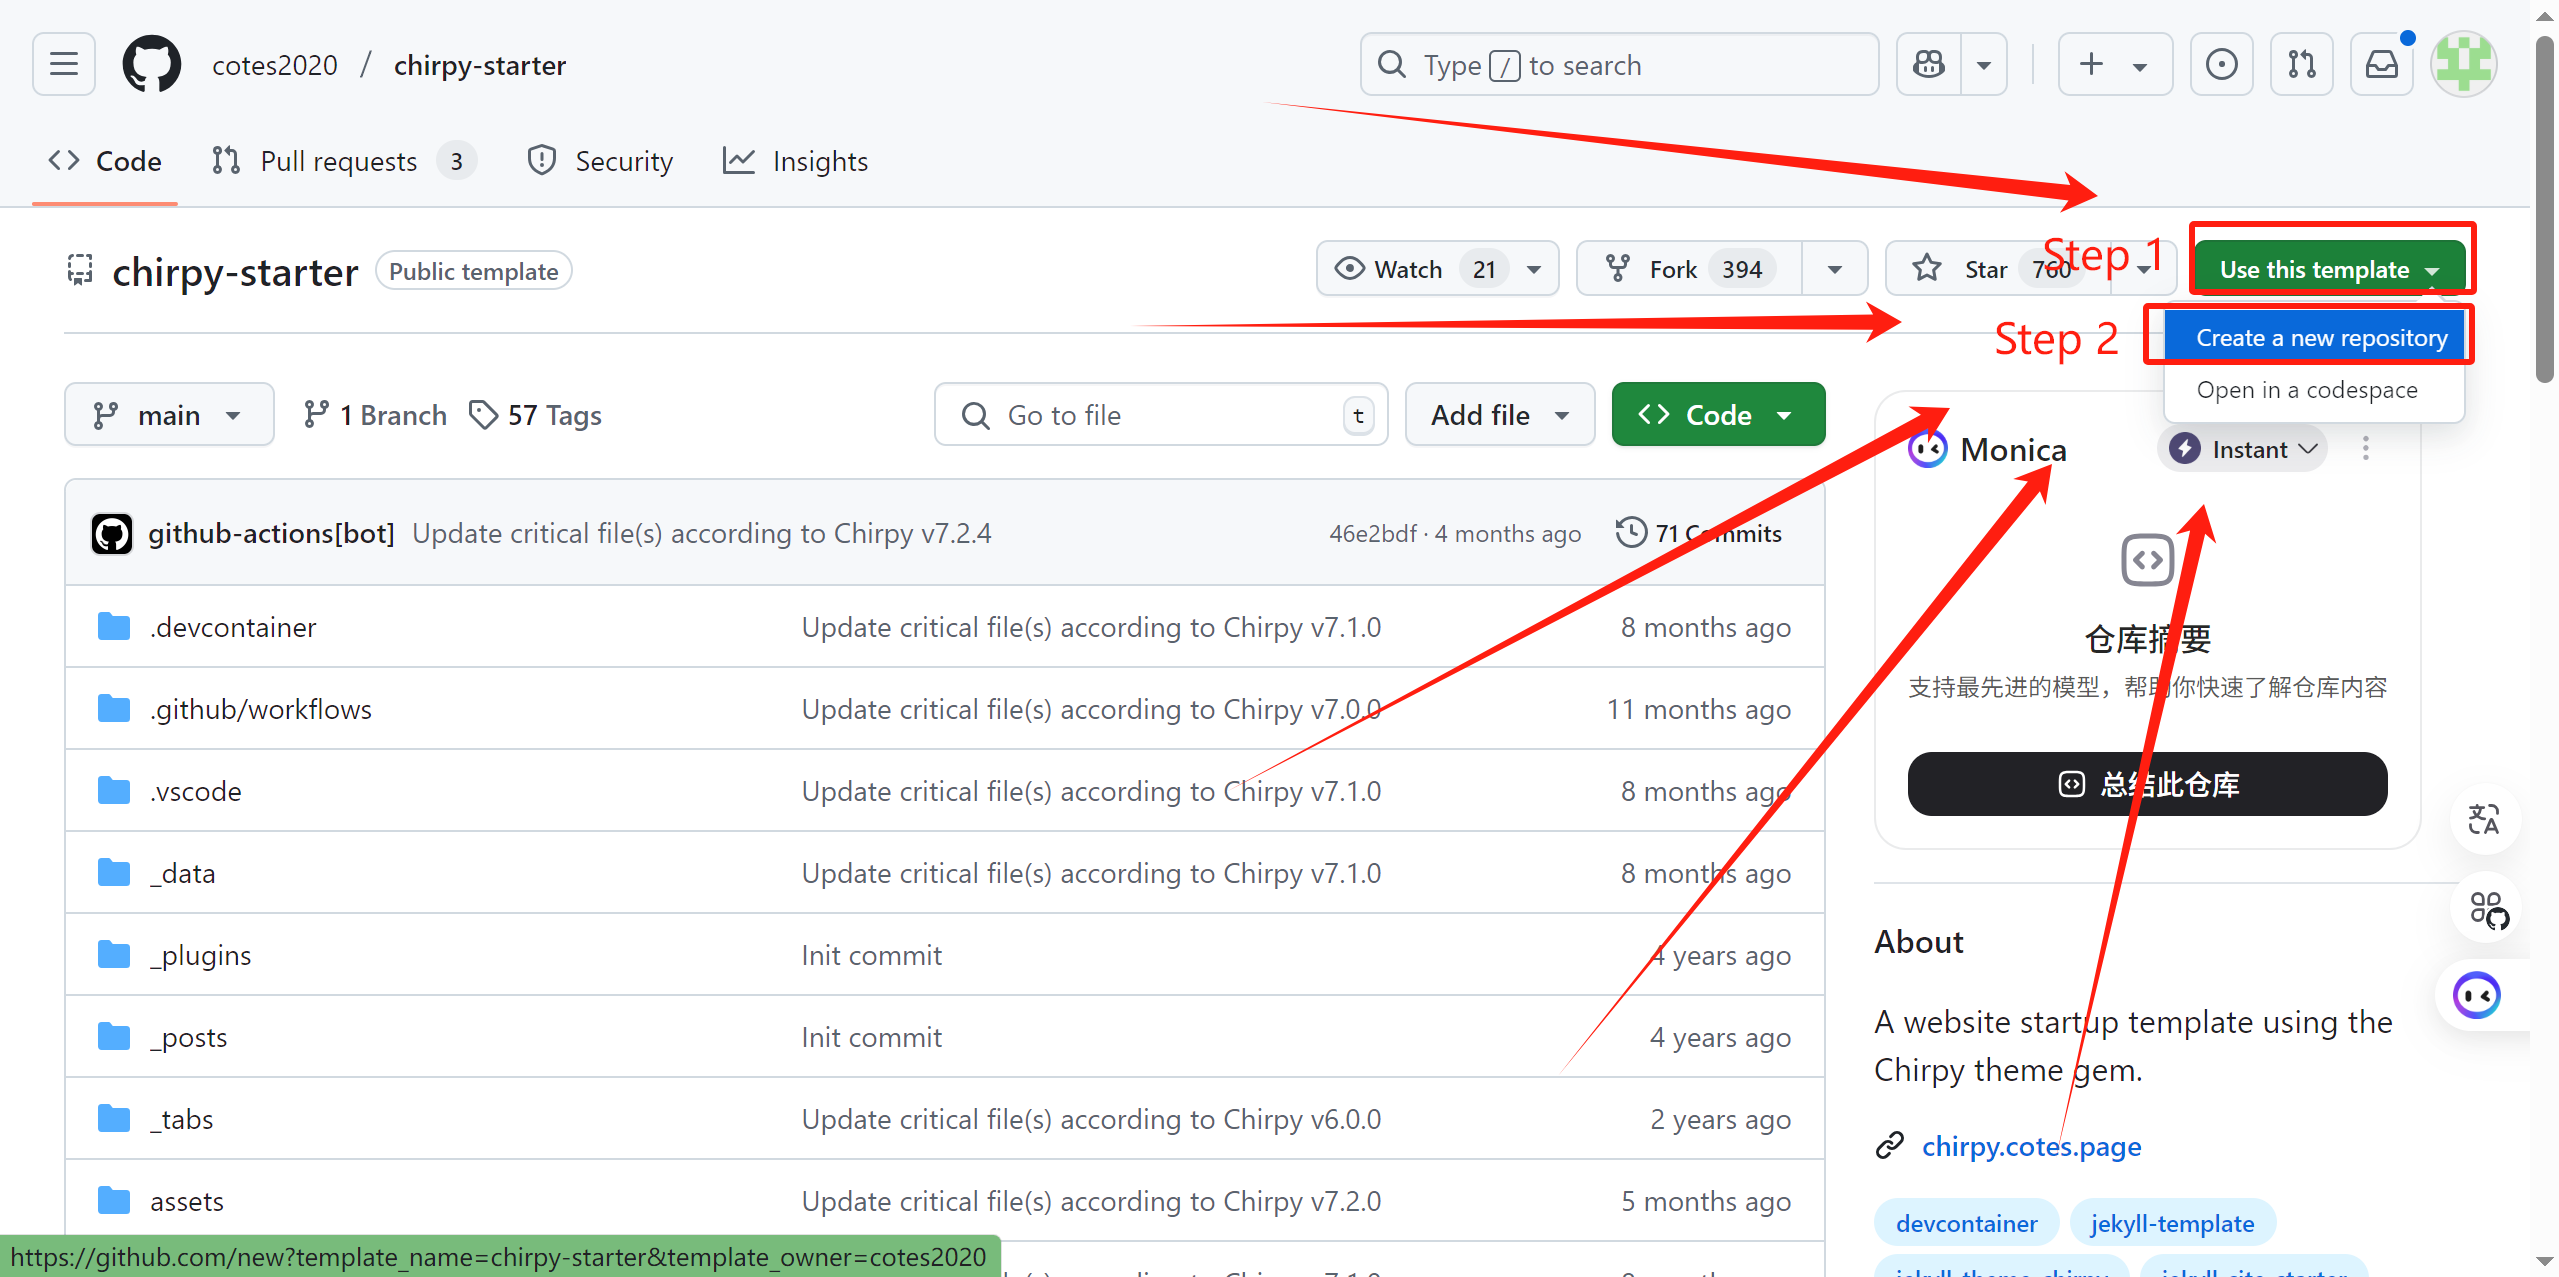 cotes2020 / chirpy-starter
Type / to search
Code
Pull requests 3
Security
Insights
chirpy-starter Public template
Watch 21
Fork 394
Star 760
Step 1
Use this template
Step 2
Create a new repository
Open in a codespace
main
1 Branch
57 Tags
Go to file t
Add file
Code
Monica
Instant
github-actions[bot] Update critical file(s) according to Chirpy v7.2.4 46e2bdf · 4 months ago 71 Commits
.devcontainer Update critical file(s) according to Chirpy v7.1.0 8 months ago
.github/workflows Update critical file(s) according to Chirpy v7.0.0 11 months ago
.vscode Update critical file(s) according to Chirpy v7.1.0 8 months ago
_data Update critical file(s) according to Chirpy v7.1.0 8 months ago
_plugins Init commit 4 years ago
_posts Init commit 4 years ago
_tabs Update critical file(s) according to Chirpy v6.0.0 2 years ago
assets Update critical file(s) according to Chirpy v7.2.0 5 months ago
仓库摘要
支持最先进的模型，帮助你快速了解仓库内容
总结此仓库
About
A website startup template using the
Chirpy theme gem.
chirpy.cotes.page
devcontainer jekyll-template
https://github.com/new?template_name=chirpy-starter&template_owner=cotes2020